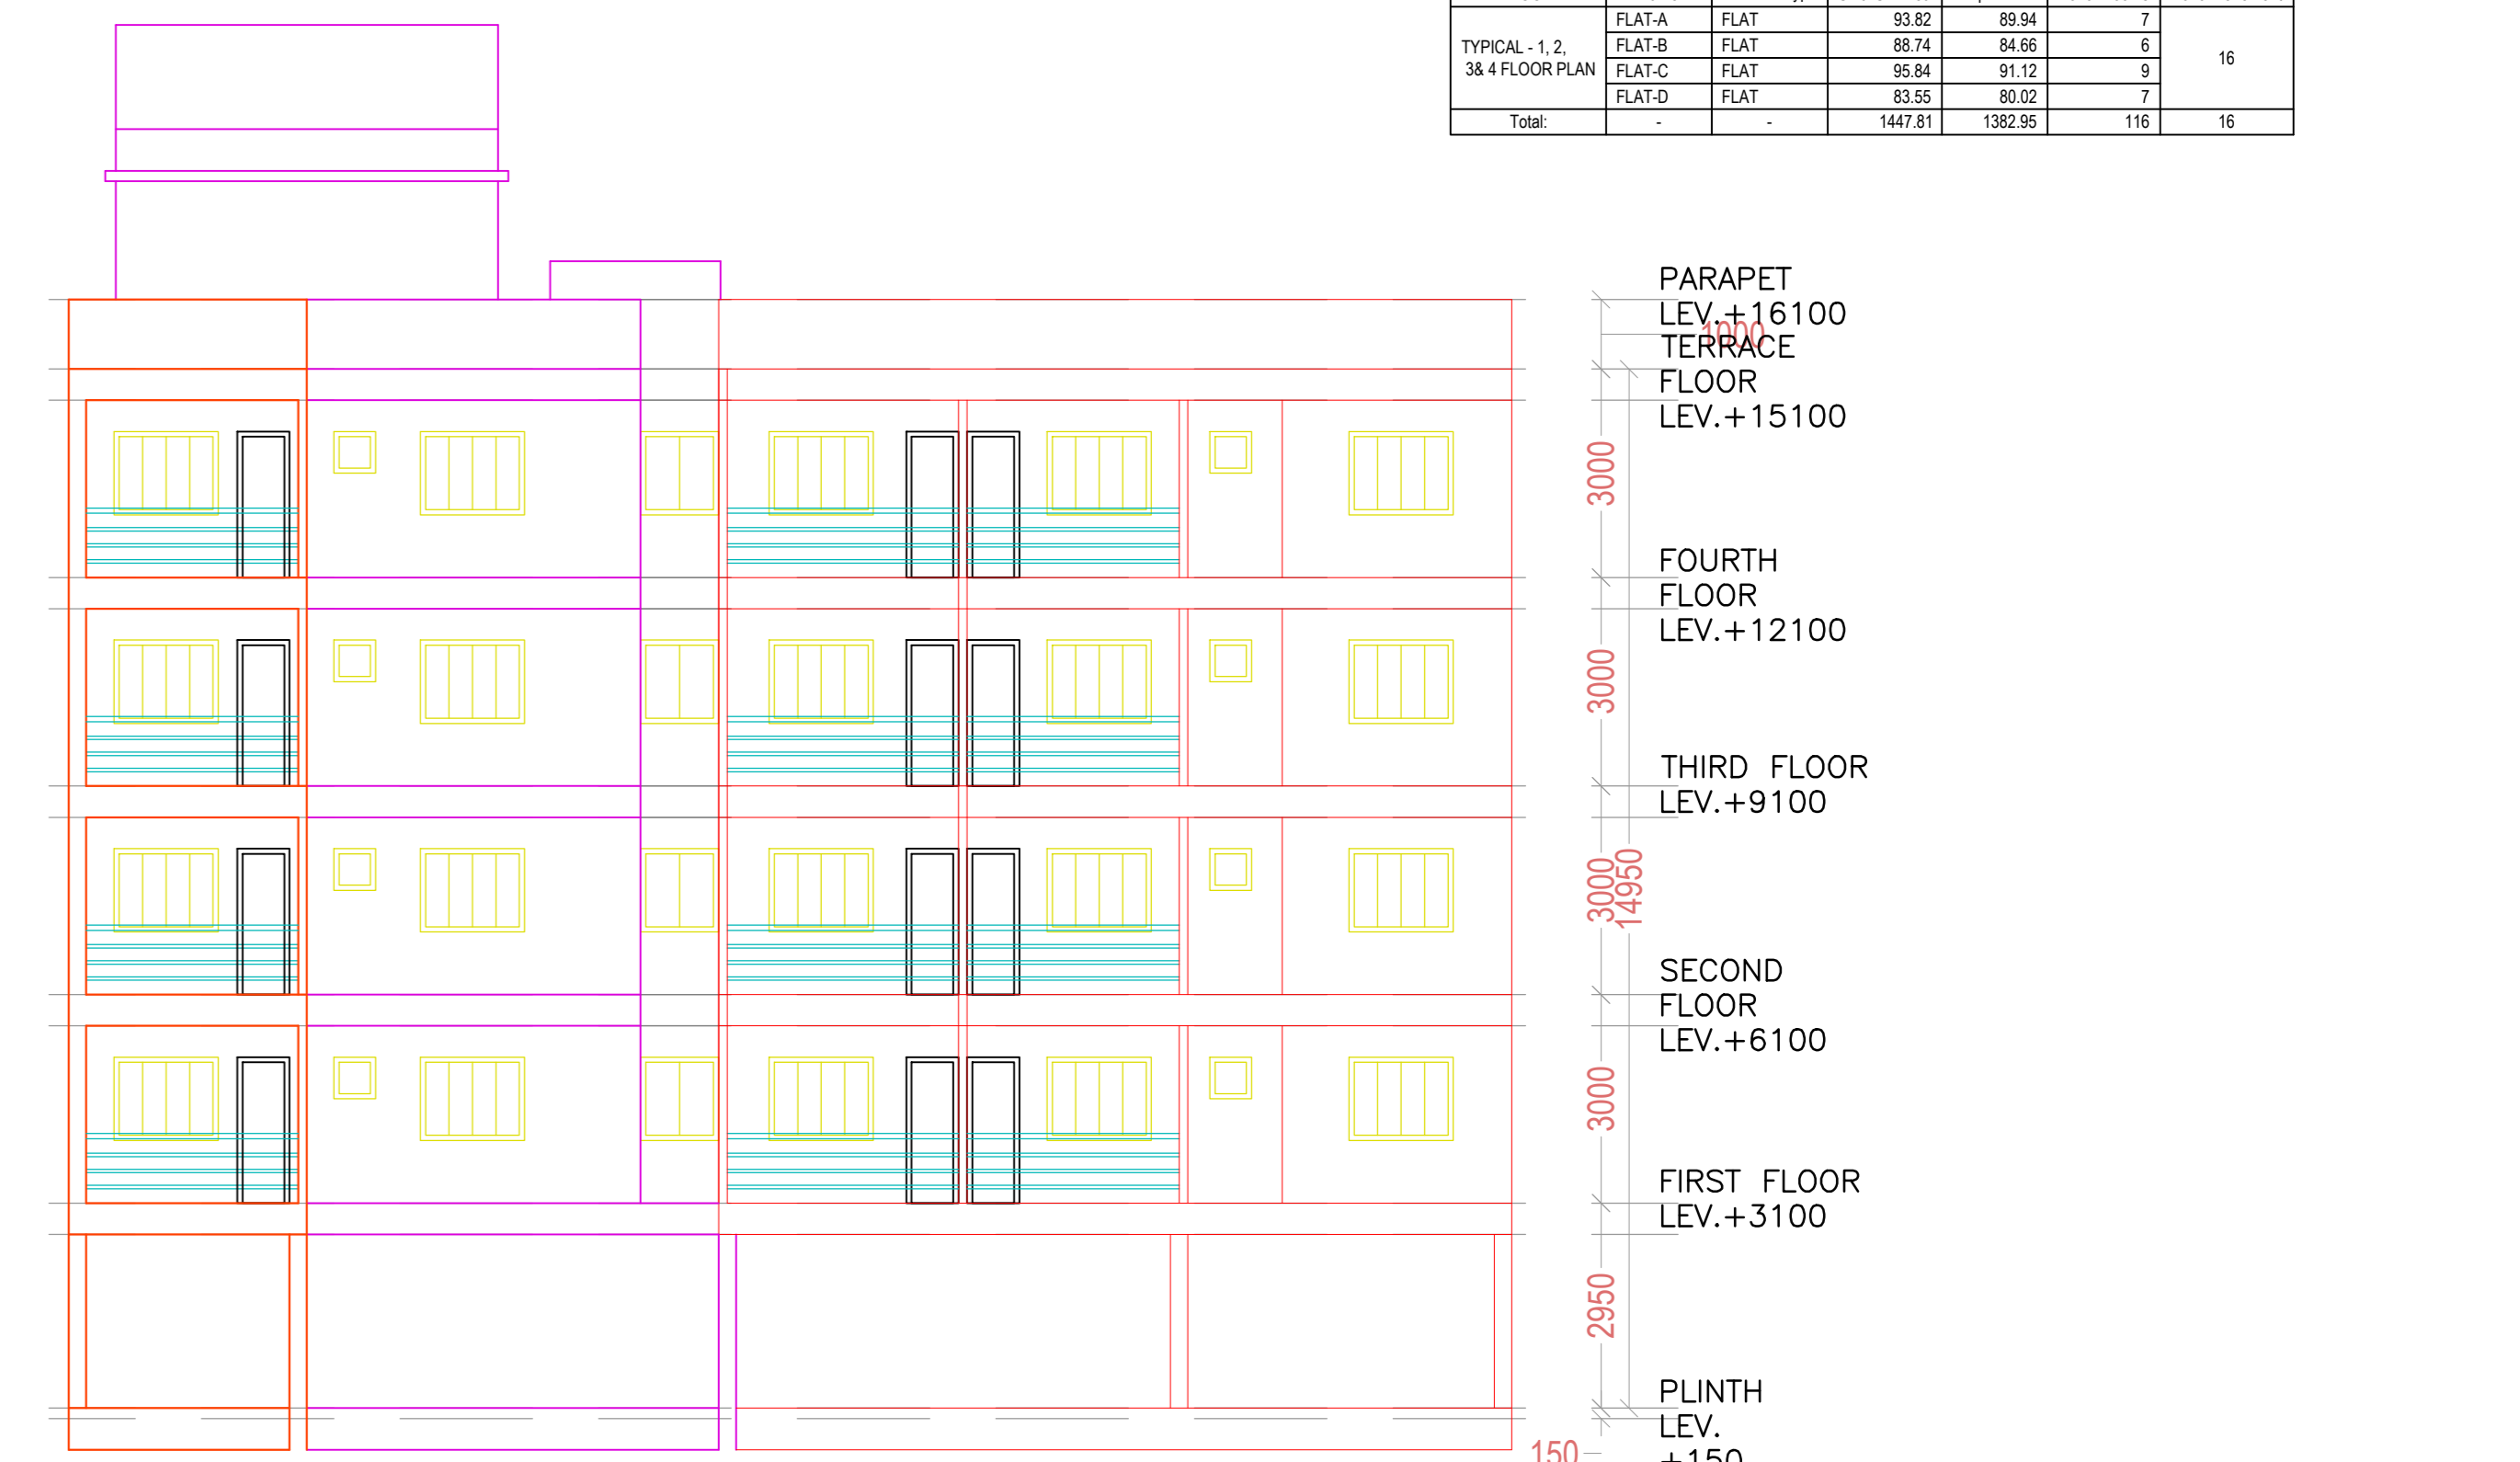 FLAT-A FLAT 93.82 89.94 7
TYPICAL - 1, 2,
3& 4 FLOOR PLAN
FLAT-B FLAT 88.74 84.66 6
16
FLAT-C FLAT 95.84 91.12 9
FLAT-D FLAT 83.55 80.02 7
Total: - - 1447.81 1382.95 116 16
PARAPET
LEV.+16100
1000
TERRACE
FLOOR
LEV.+15100
3000
FOURTH
FLOOR
LEV.+12100
3000
THIRD FLOOR
LEV.+9100
3000
14950
SECOND
FLOOR
LEV.+6100
3000
FIRST FLOOR
LEV.+3100
2950
PLINTH
LEV.
+150
150